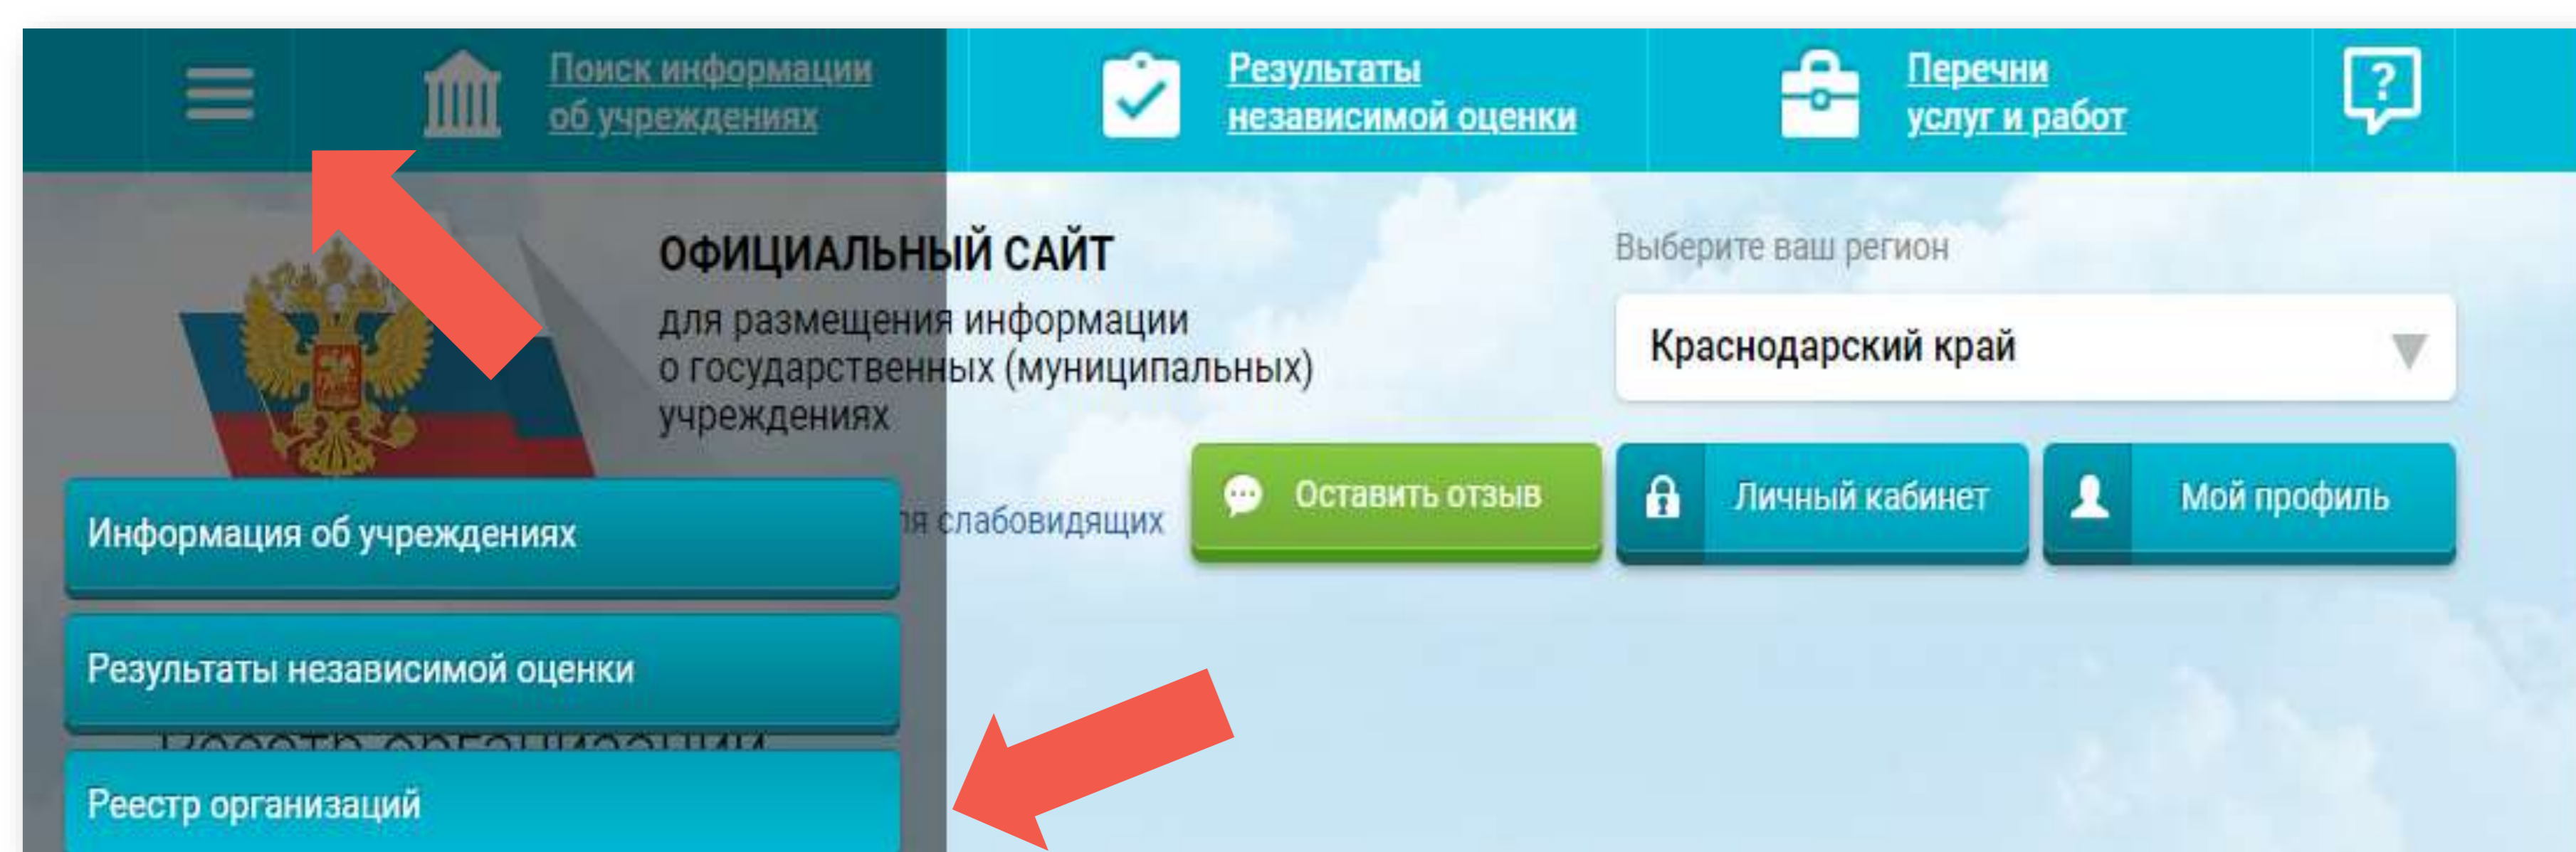 Поиск информации
об учреждениях
Результаты
независимой оценки
Перечни
услуг и работ
?
ОФИЦИАЛЬНЫЙ САЙТ
для размещения информации
о государственных (муниципальных)
учреждениях
Выберите ваш регион
Краснодарский край
слабовидящих
Оставить отзыв
Личный кабинет
Мой профиль
Информация об учреждениях
Результаты независимой оценки
Реестр организаций